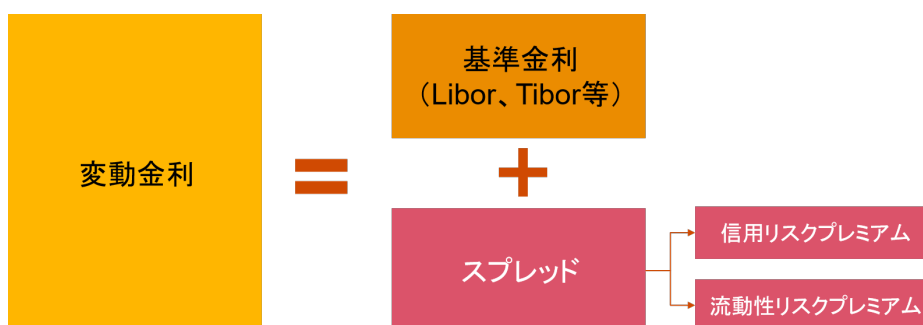 変動金利
=
基準金利
（Libor、Tibor等）
+
スプレッド
信用リスクプレミアム
流動性リスクプレミアム